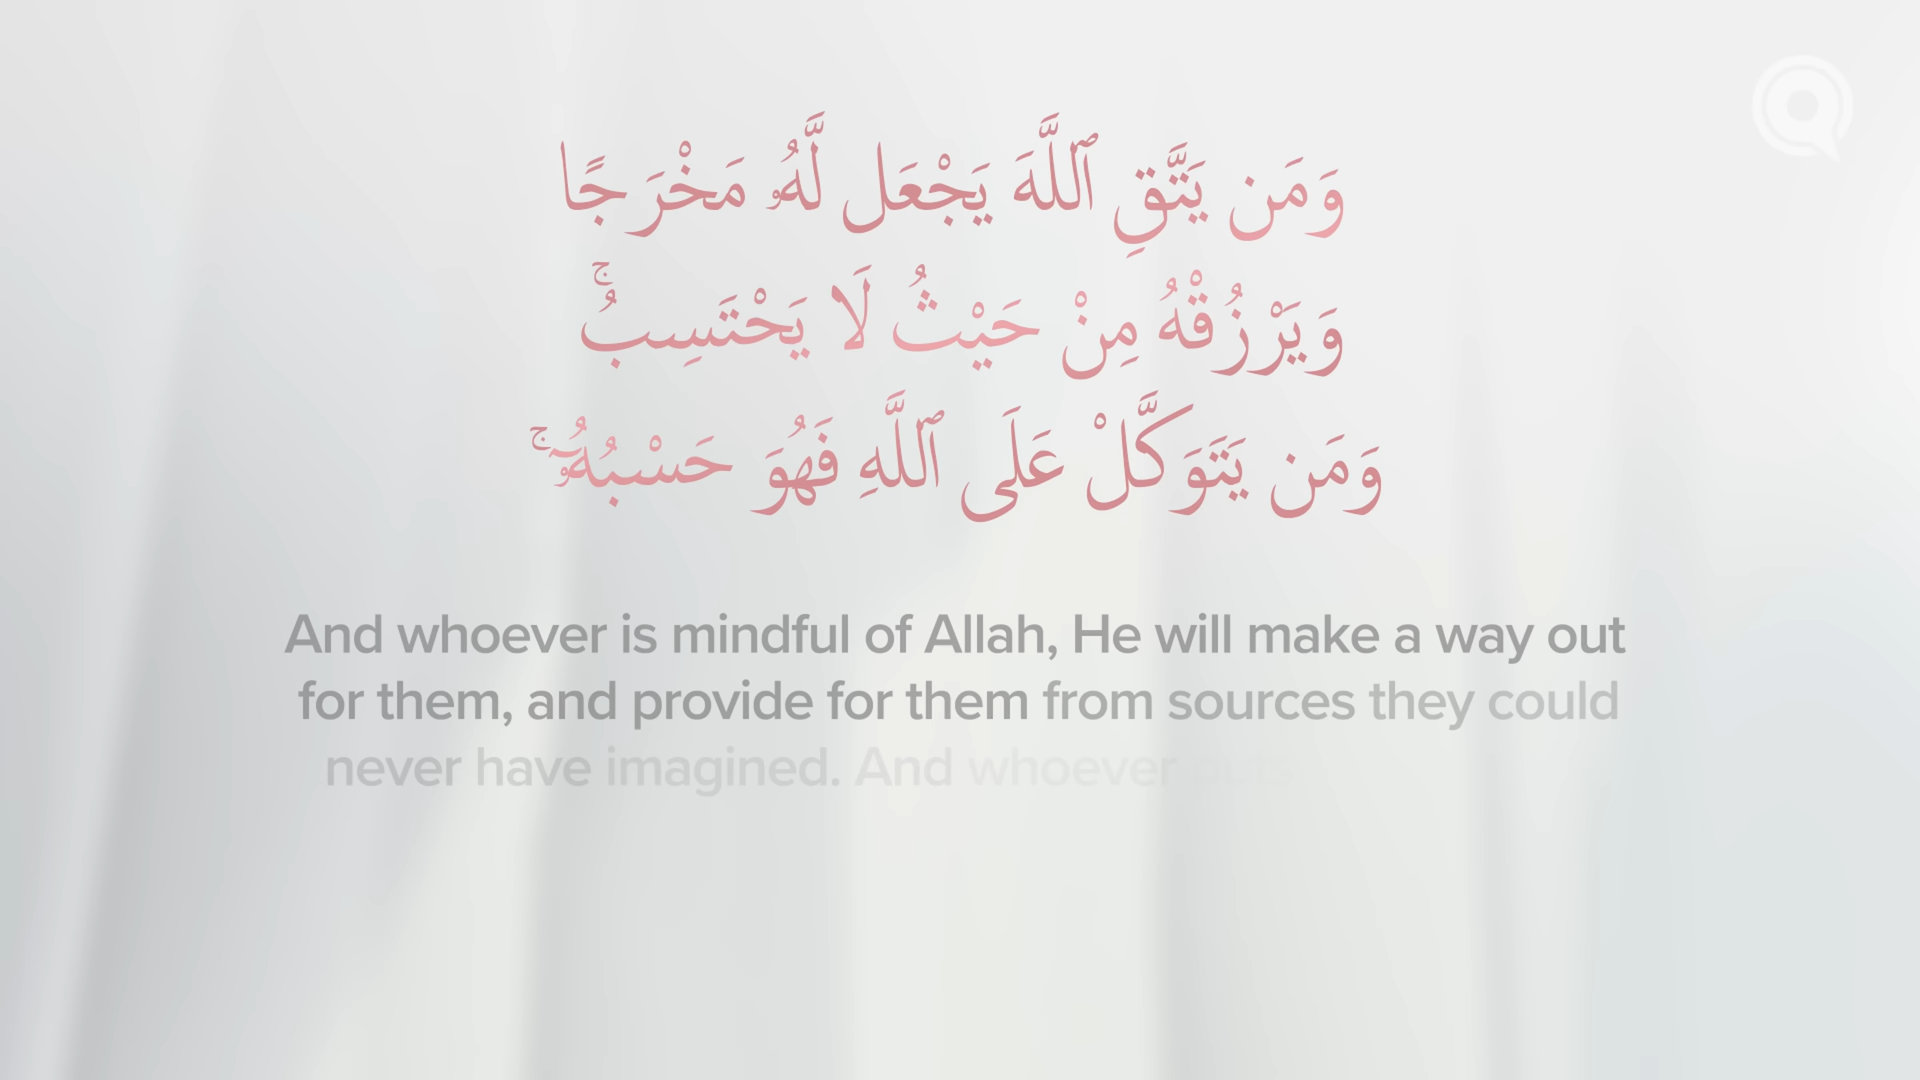 وَمَن يَتَّقِ ٱللَّهَ يَجْعَل لَّهُۥ مَخْرَجًا
وَيَرْزُقْهُ مِنْ حَيْثُ لَا يَحْتَسِبُ ۚ
وَمَن يَتَوَكَّلْ عَلَى ٱللَّهِ فَهُوَ حَسْبُهُۥٓ ۚ
And whoever is mindful of Allah, He will make a way out
for them, and provide for them from sources they could
never have imagined. And whoever